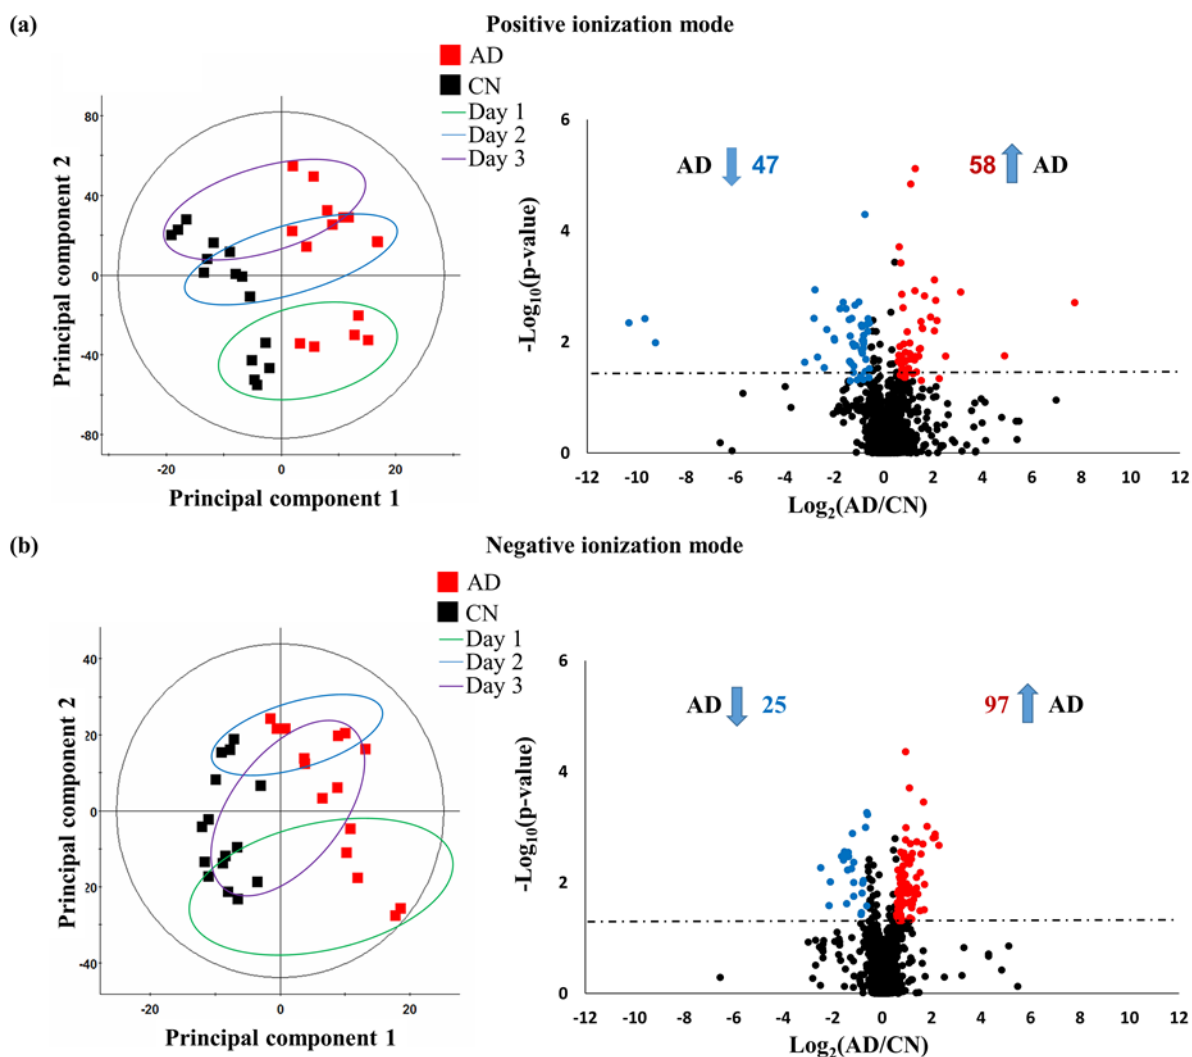 (a)
Positive ionization mode
AD
CN
Day 1
Day 2
Day 3
80
40
0
-40
-80
Principal component 2
-20
0
20
Principal component 1
6
4
2
0
-Log10(p-value)
AD 47
58 AD
-12 -10 -8 -6 -4 -2 0 2 4 6 8 10 12
Log2(AD/CN)
(b)
Negative ionization mode
AD
CN
Day 1
Day 2
Day 3
40
20
0
20
-40
Principal component 2
-20
0
20
Principal component 1
6
4
2
0
-Log10(p-value)
AD 25
97 AD
-12 -10 -8 -6 -4 -2 0 2 4 6 8 10 12
Log2(AD/CN)